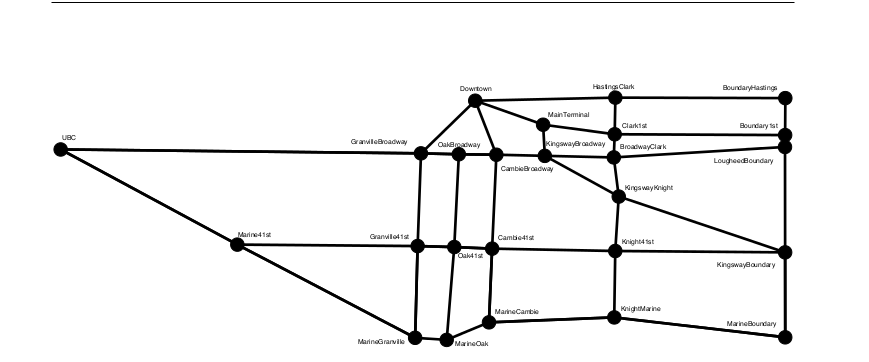 Downtown
HastingsClark
BoundaryHastings
MainTerminal
Clark1st
Boundary1st
UBC
GranvilleBroadway
OakBroadway
KingswayBroadway
BroadwayClark
LougheedBoundary
CambieBroadway
KingswayKnight
Marine41st
Granville41st
Cambie41st
Knight41st
Oak41st
KingswayBoundary
MarineCambie
KnightMarine
MarineBoundary
MarineGranville
MarineOak